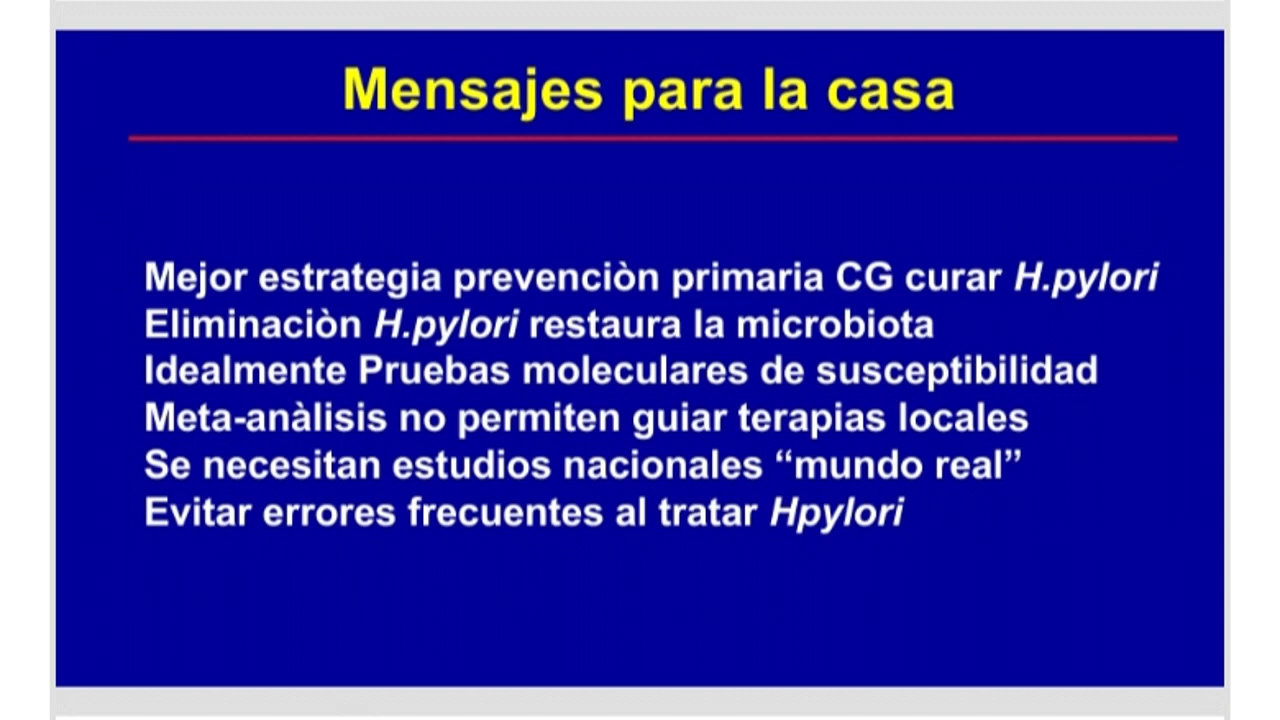 Mensajes para la casa
Mejor estrategia prevenciòn primaria CG curar H.pylori
Eliminaciòn H.pylori restaura la microbiota
Idealmente Pruebas moleculares de susceptibilidad
Meta-anàlisis no permiten guiar terapias locales
Se necesitan estudios nacionales “mundo real”
Evitar errores frecuentes al tratar Hpylori